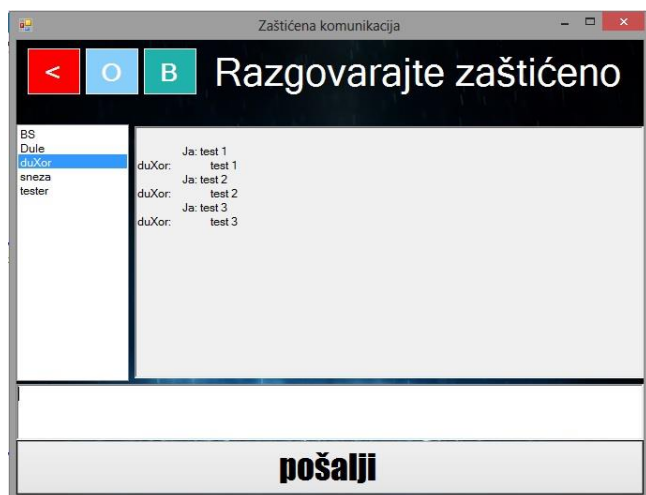 Zaštićena komunikacija
< O B Razgovarajte zaštićeno
BS
Dule
duXor
sneza
tester
Ja: test 1
duXor: test 1
Ja: test 2
duXor: test 2
Ja: test 3
duXor: test 3
pošalji